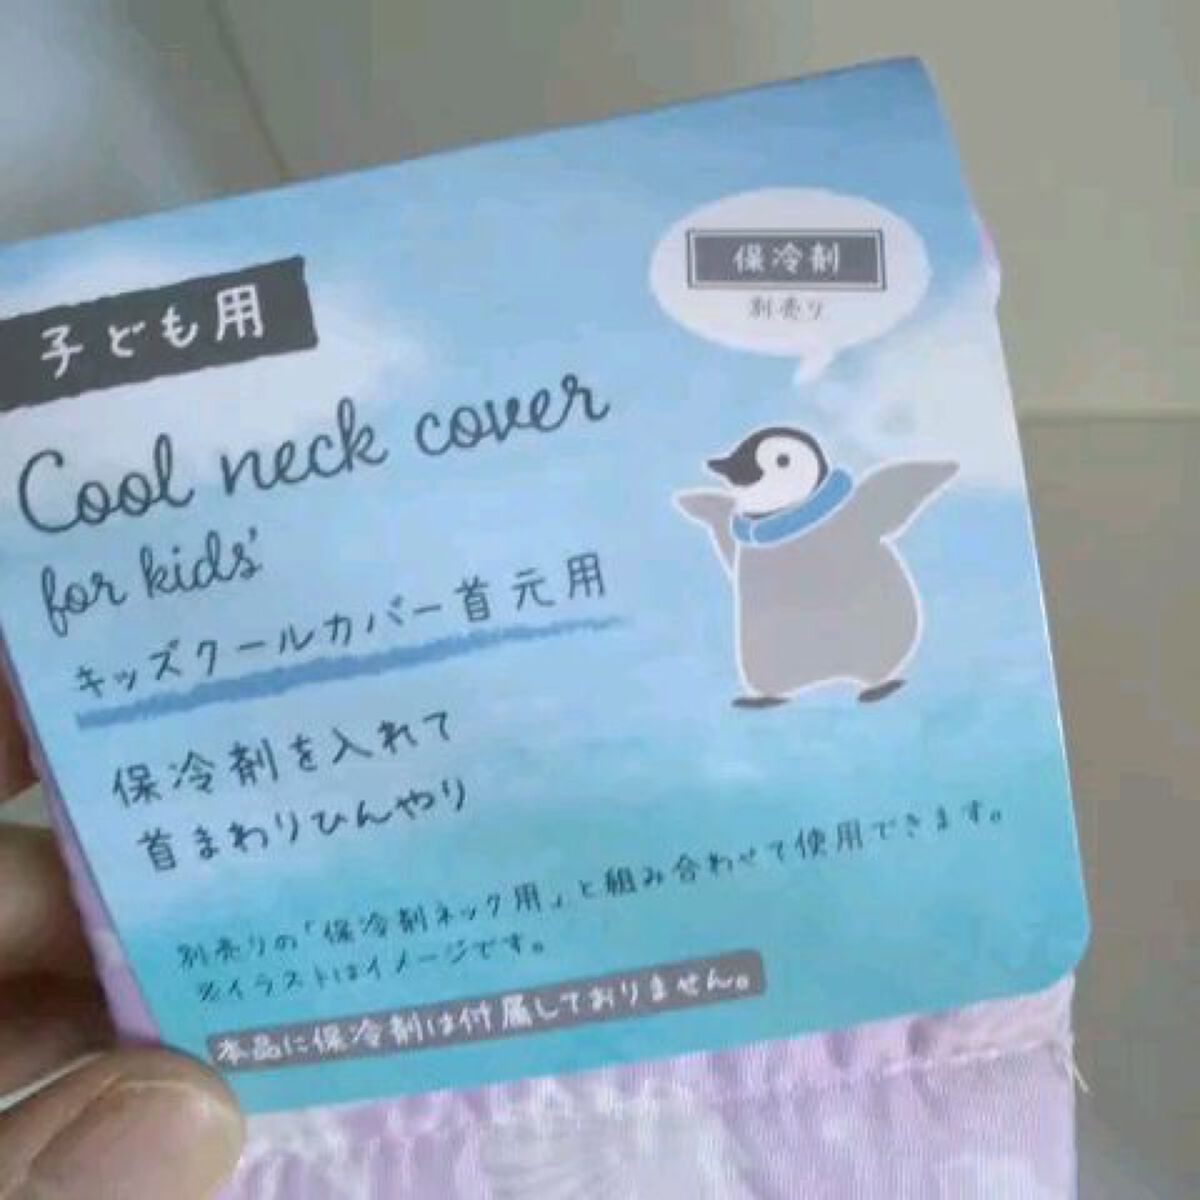 保冷剤
別売り
子ども用
Cool neck cover
for kids'
キッズクールカバー首元用
保冷剤を入れて
首まわりひんやり
別売りの「保冷剤ネック用」と組み合わせて使用できます。
※イラストはイメージです。
本品に保冷剤は付属しておりません。